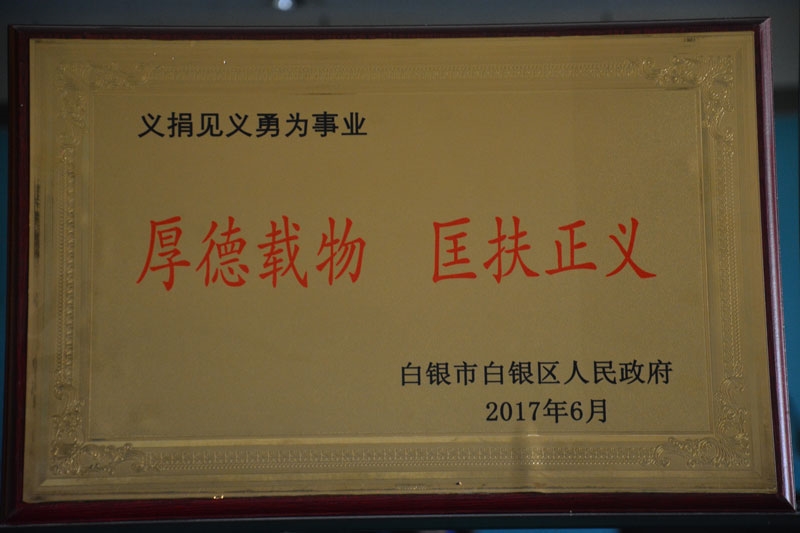 义捐见义勇为事业
厚德载物 匡扶正义
白银市白银区人民政府
2017年6月